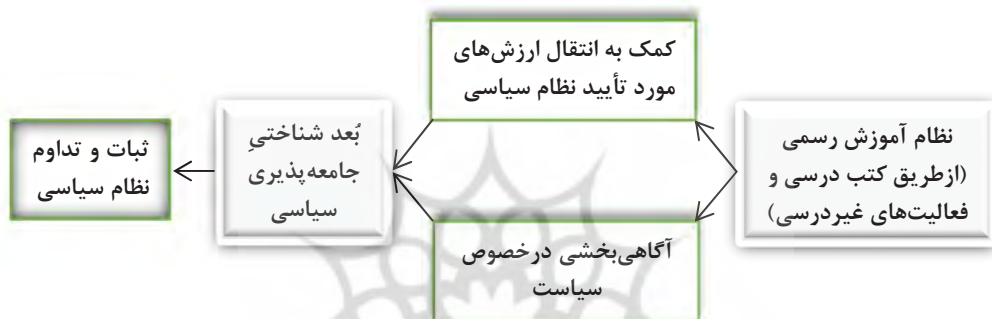 نظام آموزش رسمی
(ازطریق کتب درسی و
فعالیت‌های غیردرسی)
کمک به انتقال ارزش‌های
مورد تأیید نظام سیاسی
آگاهی‌بخشی درخصوص
سیاست
بُعد شناختیِ
جامعه‌پذیری
سیاسی
ثبات و تداوم
نظام سیاسی